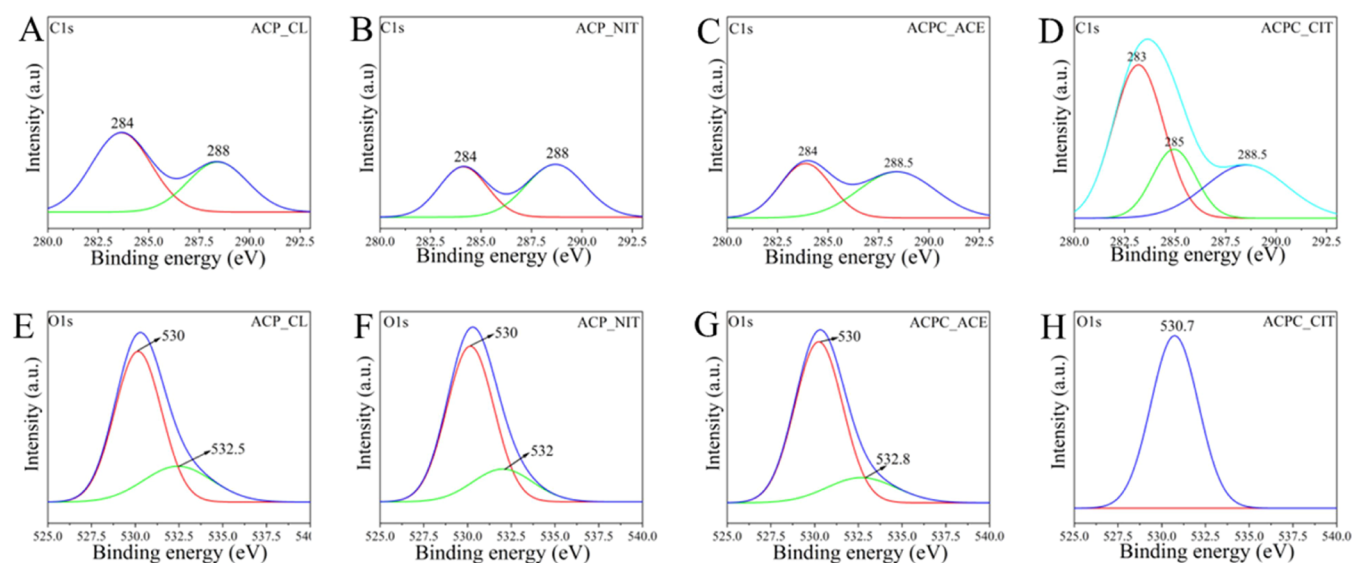 A
C1s
ACP_CL
284
288
Intensity (a.u)
280.0 282.5 285.0 287.5 290.0 292.5
Binding energy (eV)
B
C1s
ACP_NIT
284
288
Intensity (a.u.)
280.0 282.5 285.0 287.5 290.0 292.5
Binding energy (eV)
C
C1s
ACPC_ACE
284
288.5
Intensity (a.u.)
280.0 282.5 285.0 287.5 290.0 292.5
Binding energy (eV)
D
C1s
ACPC_CIT
283
285
288.5
Intensity (a.u.)
280.0 282.5 285.0 287.5 290.0 292.5
Binding energy (eV)
E
O1s
ACP_CL
530
532.5
Intensity (a.u.)
525.0 527.5 530.0 532.5 535.0 537.5 540
Binding energy (eV)
F
O1s
ACP_NIT
530
532
Intensity (a.u.)
525.0 527.5 530.0 532.5 535.0 537.5 540.0
Binding energy (eV)
G
O1s
ACPC_ACE
530
532.8
Intensity (a.u.)
525.0 527.5 530.0 532.5 535.0 537.5 540.0
Binding energy (eV)
H
O1s
ACPC_CIT
530.7
Intensity (a.u.)
525.0 527.5 530.0 532.5 535.0 537.5 540.0
Binding energy (eV)